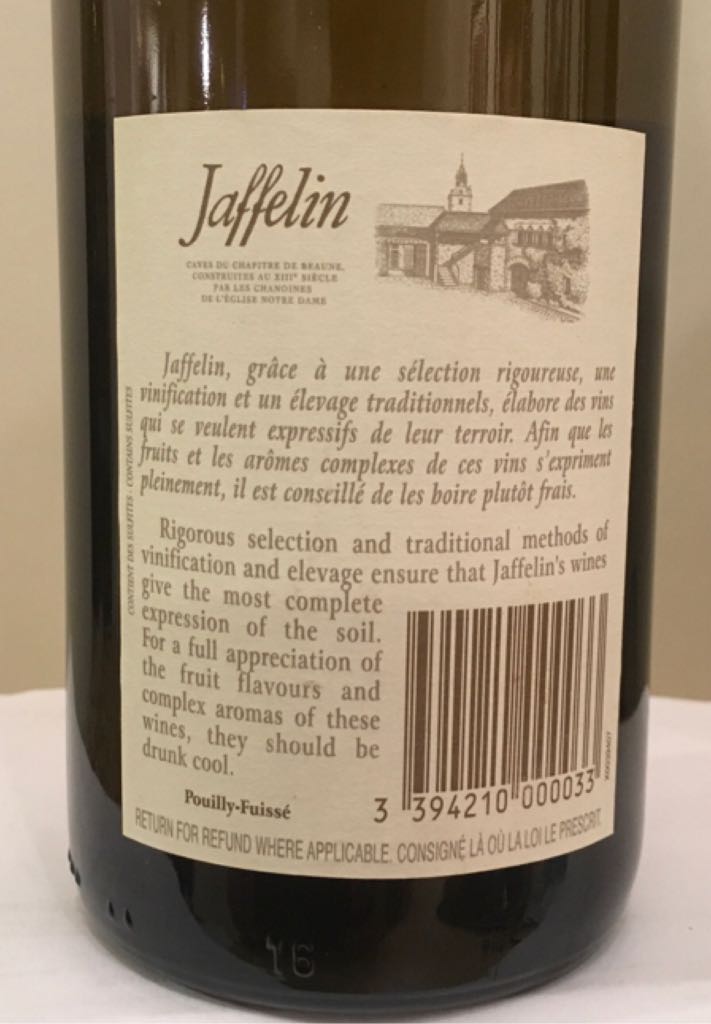 Jaffelin
CAVES DU CHAPITRE DE BEAUNE,
CONSTRUITES AU XIIIe SIÈCLE
PAR LES CHANOINES
DE L'ÉGLISE NOTRE DAME
Jaffelin, grâce à une sélection rigoureuse, une
vinification et un élevage traditionnels, élabore des vins
qui se veulent expressifs de leur terroir. Afin que les
fruits et les arômes complexes de ces vins s'expriment
pleinement, il est conseillé de les boire plutôt frais.
CONTIENT DES SULFITES - CONTAINS SULFITES
Rigorous selection and traditional methods of
vinification and elevage ensure that Jaffelin's wines
give the most complete
expression of the soil.
For a full appreciation of
the fruit flavours and
complex aromas of these
wines, they should be
drunk cool.
Pouilly-Fuissé
3 394210 000033
RETURN FOR REFUND WHERE APPLICABLE. CONSIGNÉ LÀ OÙ LA LOI LE PRESCRIT.
16